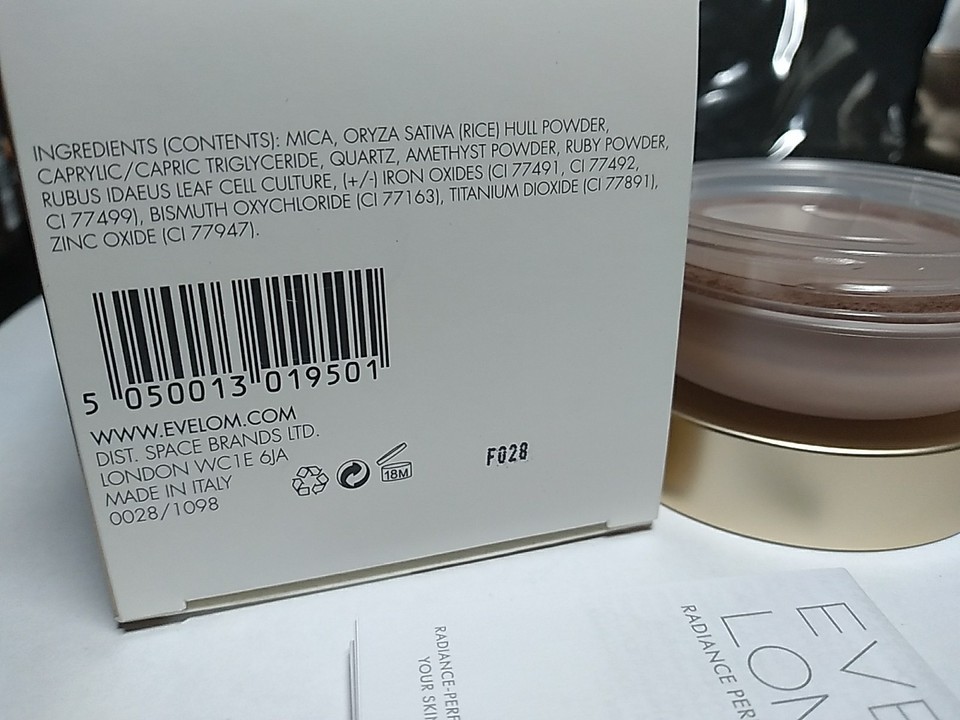 INGREDIENTS (CONTENTS): MICA, ORYZA SATIVA (RICE) HULL POWDER,
CAPRYLIC/CAPRIC TRIGLYCERIDE, QUARTZ, AMETHYST POWDER, RUBY POWDER,
RUBUS IDAEUS LEAF CELL CULTURE, (+/-) IRON OXIDES (CI 77491, CI 77492,
CI 77499), BISMUTH OXYCHLORIDE (CI 77163), TITANIUM DIOXIDE (CI 77891),
ZINC OXIDE (CI 77947).
5 050013 019501
WWW.EVELOM.COM
DIST. SPACE BRANDS LTD.
LONDON WC1E 6JA
MADE IN ITALY
0028/1098
18M
F028
EVE
LOM
RADIANCE PER
RADIANCE-PERF
YOUR SKIN